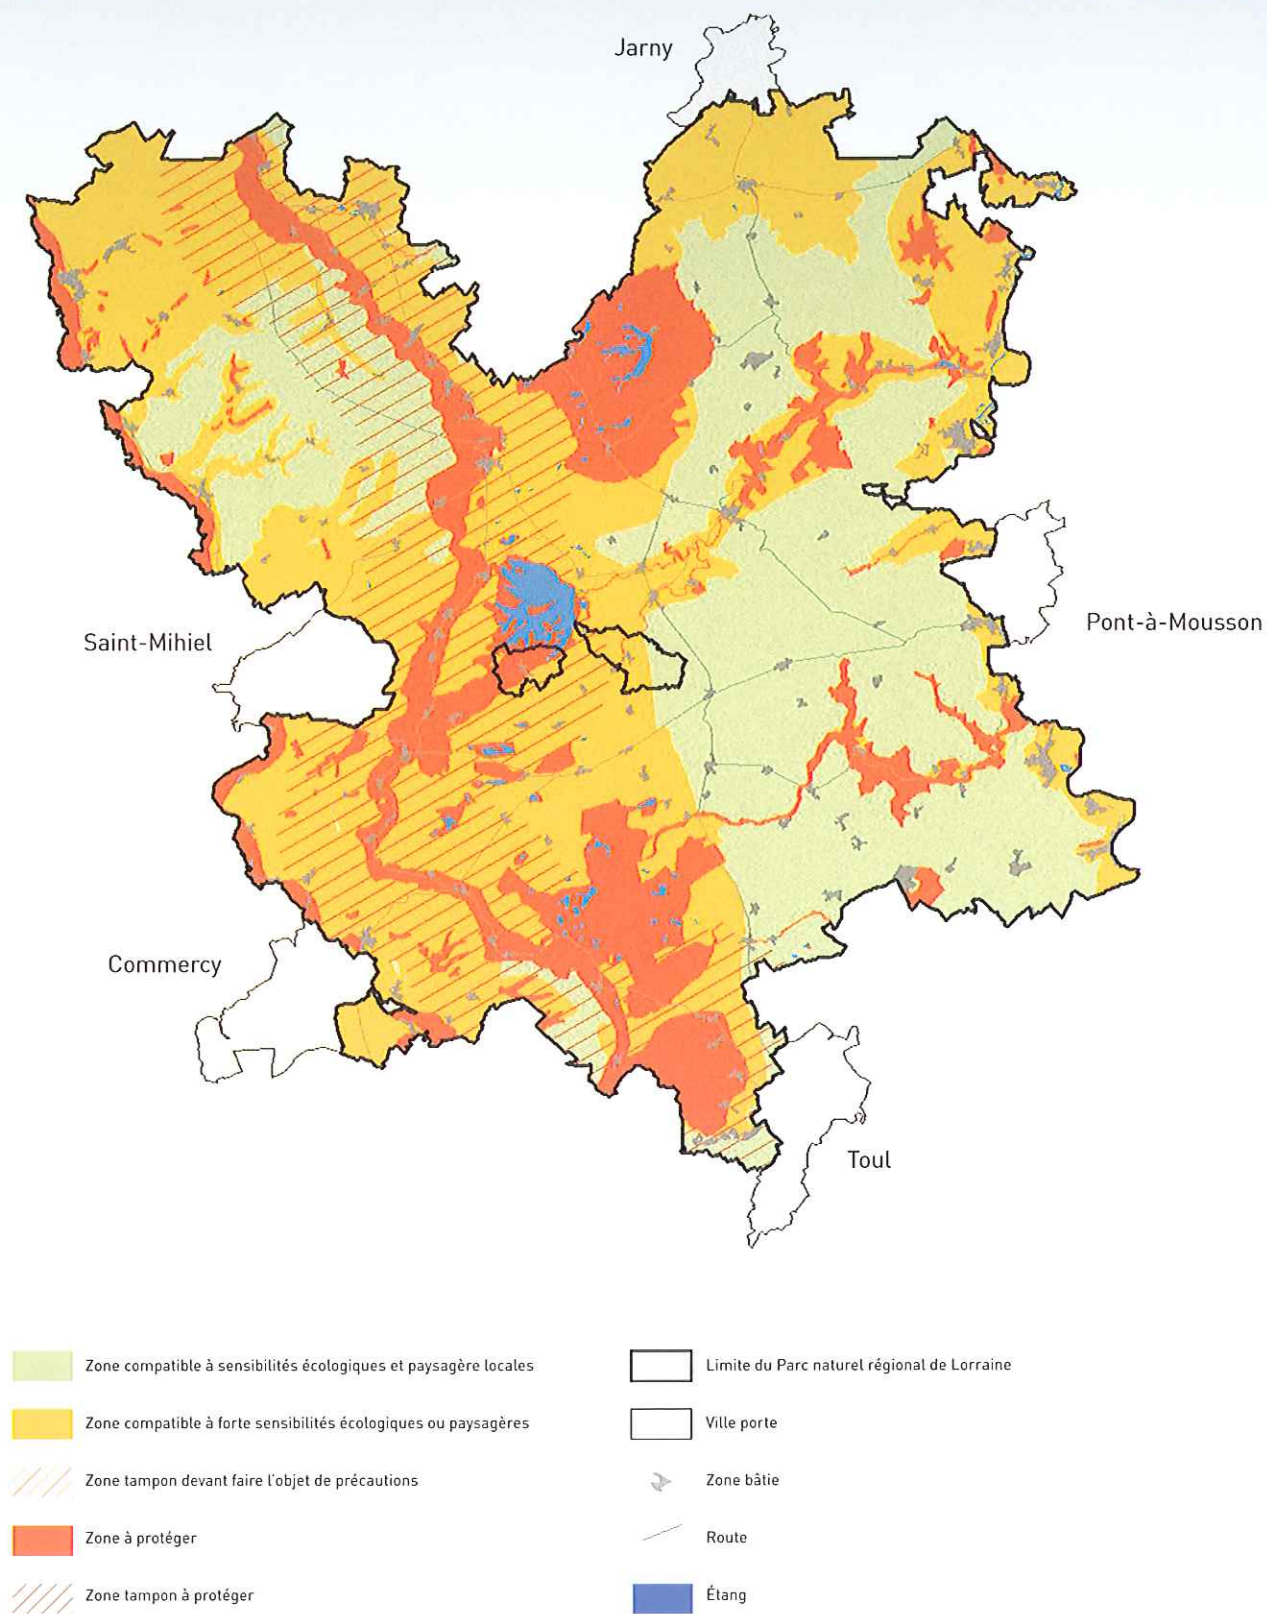 Jarny
Saint-Mihiel
Pont-à-Mousson
Commercy
Toul
Zone compatible à sensibilités écologiques et paysagère locales
Zone compatible à forte sensibilités écologiques ou paysagères
Zone tampon devant faire l'objet de précautions
Zone à protéger
Zone tampon à protéger
Limite du Parc naturel régional de Lorraine
Ville porte
Zone bâtie
Route
Étang